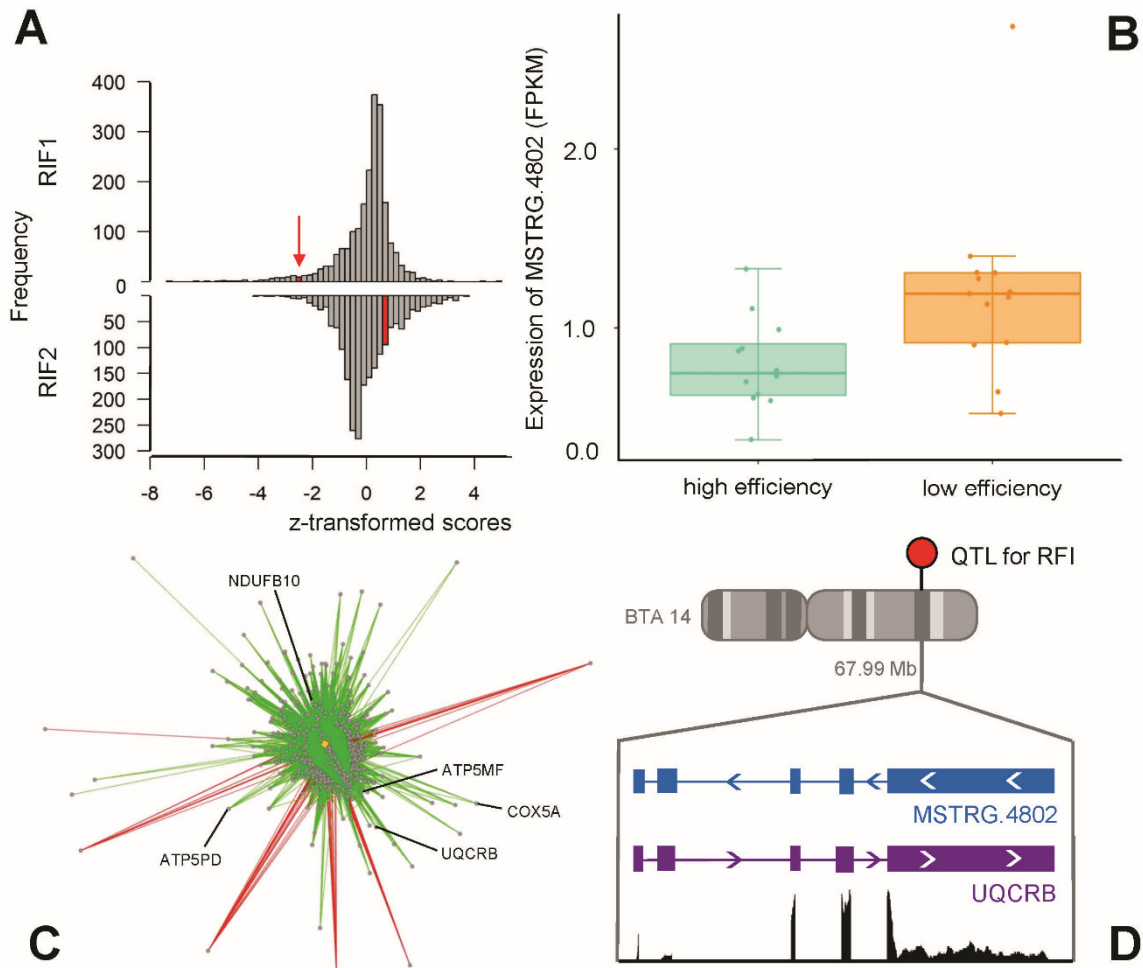 A
RIF1
RIF2
Frequency
400
300
200
100
0
50
100
150
200
250
300
-8
-6
-4
-2
0
2
4
z-transformed scores
B
Expression of MSTRG.4802 (FPKM)
2.0
1.0
0.0
high efficiency
low efficiency
NDUFB10
ATP5MF
COX5A
UQCRB
ATP5PD
C
QTL for RFI
BTA 14
67.99 Mb
MSTRG.4802
UQCRB
D